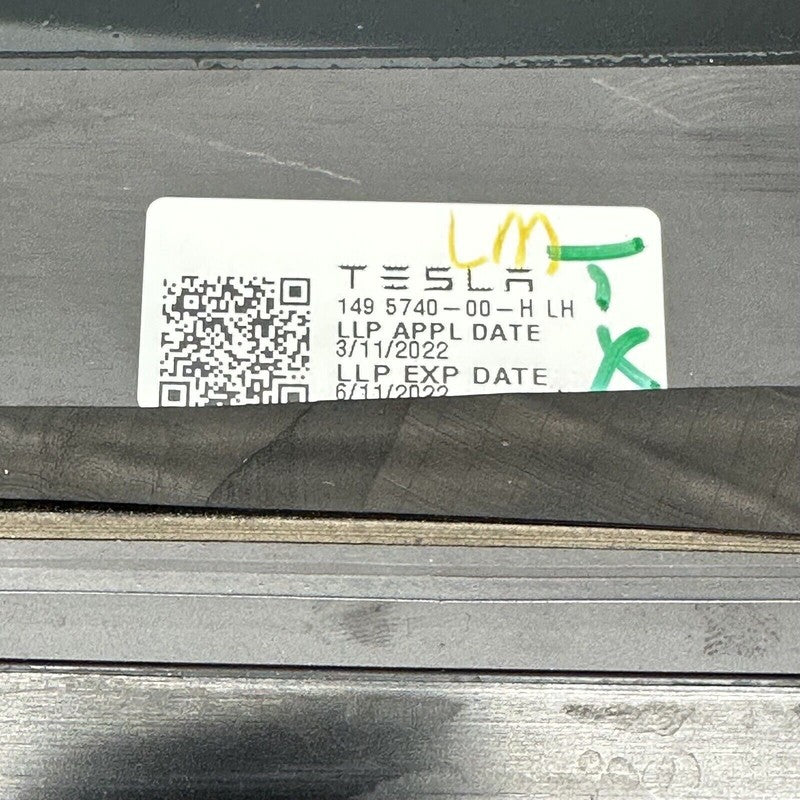 LM
TESLA
149 5740-00-H LH
LLP APPL DATE
3/11/2022
LLP EXP DATE
6/11/2022